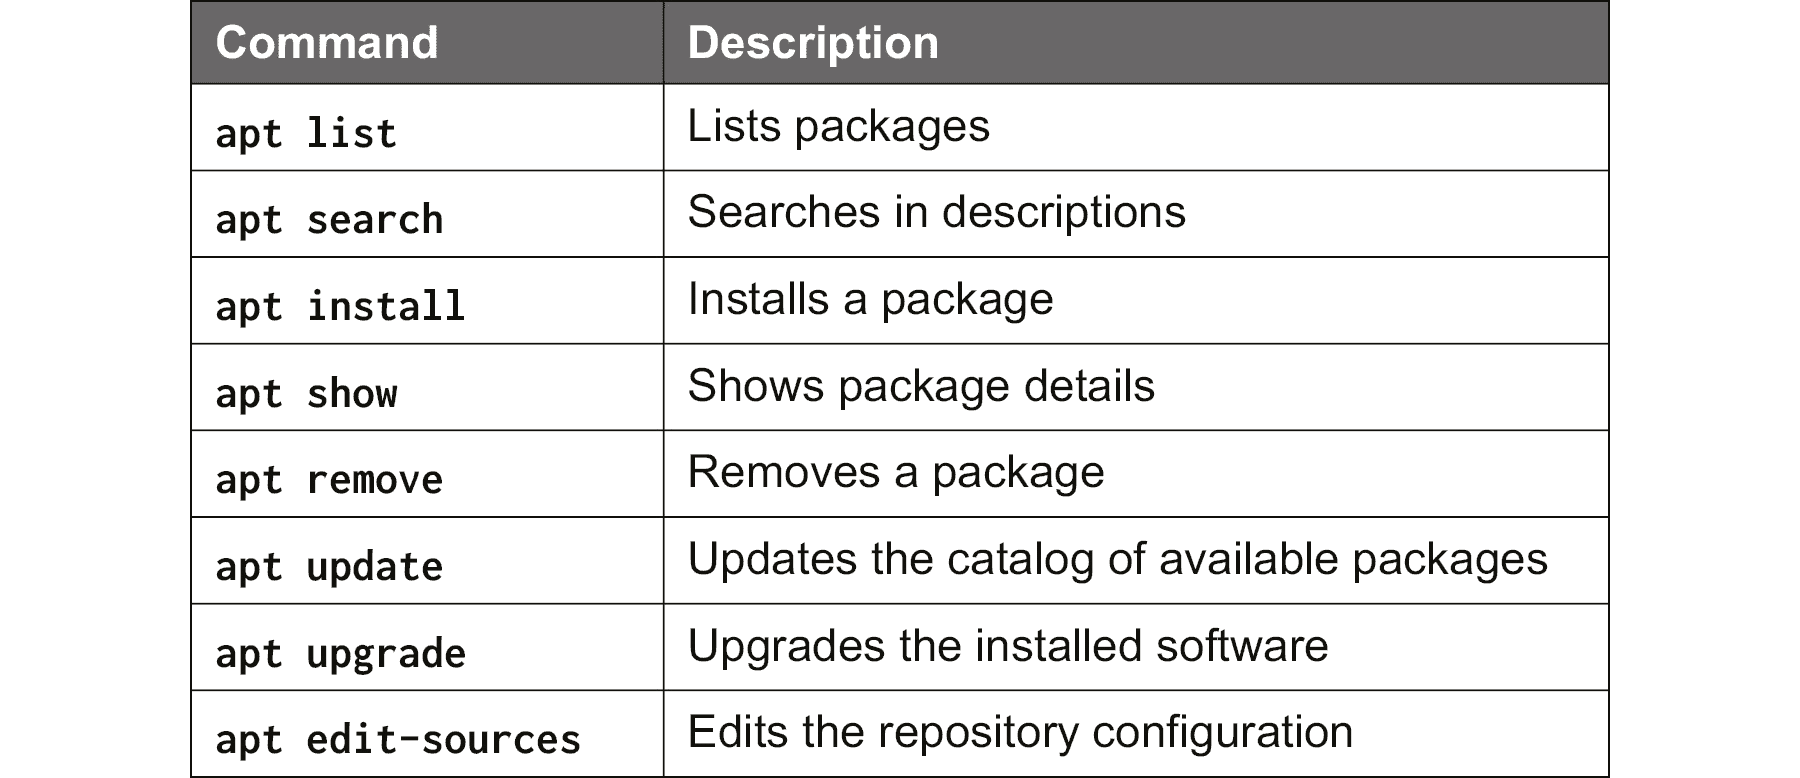 Command Description
apt list Lists packages
apt search Searches in descriptions
apt install Installs a package
apt show Shows package details
apt remove Removes a package
apt update Updates the catalog of available packages
apt upgrade Upgrades the installed software
apt edit-sources Edits the repository configuration